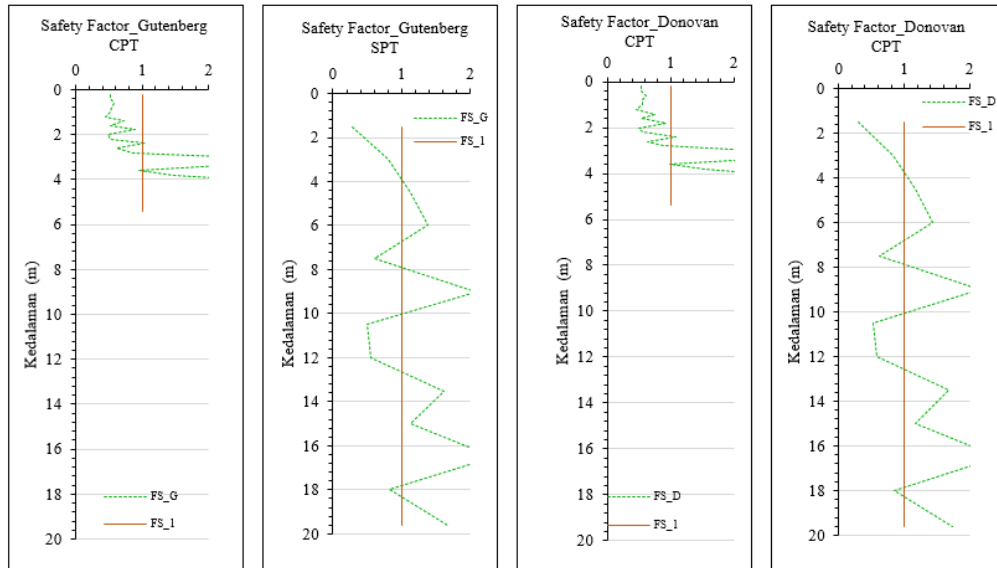 Safety Factor_Gutenberg
CPT
0 1 2
0
2
4
6
8
10
12
14
16
18
20
Kedalaman (m)
FS_G
FS_1
Safety Factor_Gutenberg
SPT
0 1 2
0
2
4
6
8
10
12
14
16
18
20
Kedalaman (m)
FS_G
FS_1
Safety Factor_Donovan
CPT
0 1 2
0
2
4
6
8
10
12
14
16
18
20
Kedalaman (m)
FS_D
FS_1
Safety Factor_Donovan
CPT
0 1 2
0
2
4
6
8
10
12
14
16
18
20
Kedalaman (m)
FS_D
FS_1